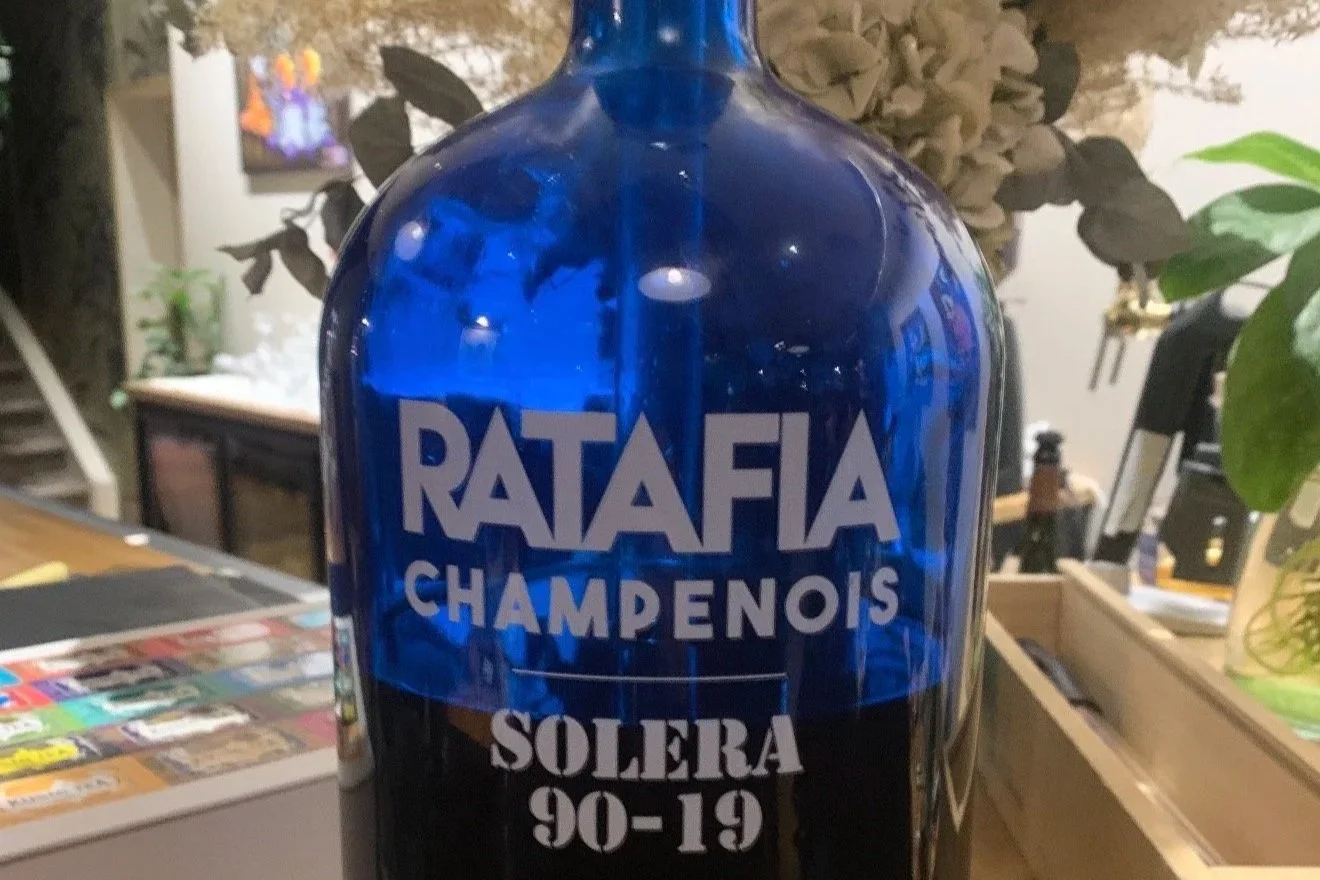 RATAFIA
CHAMPENOIS
SOLERA
90-19